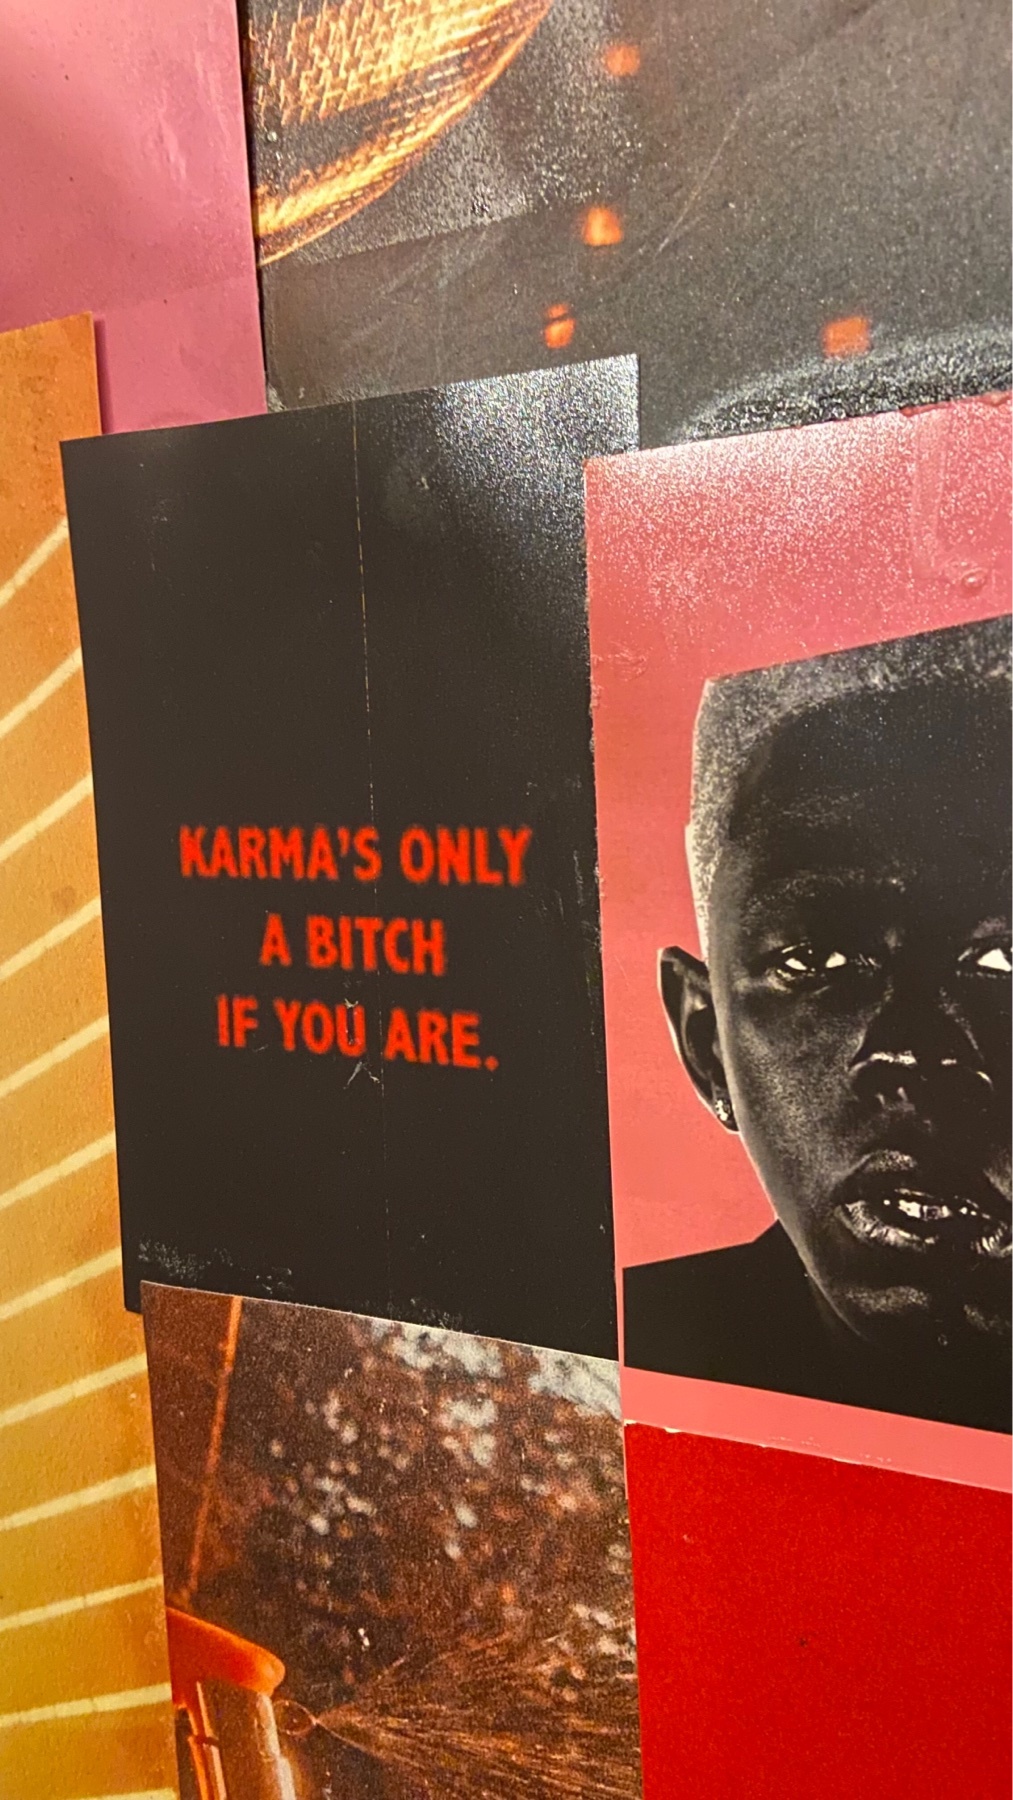 KARMA'S ONLY
A BITCH
IF YOU ARE.